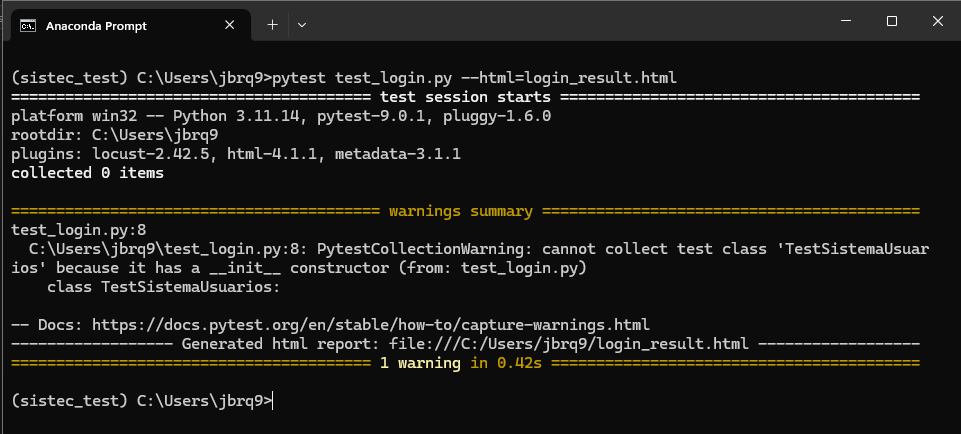 Anaconda Prompt
(sistec_test) C:\Users\jbrq9>pytest test_login.py --html=login_result.html
======================================== test session starts ========================================
platform win32 -- Python 3.11.14, pytest-9.0.1, pluggy-1.6.0
rootdir: C:\Users\jbrq9
plugins: locust-2.42.5, html-4.1.1, metadata-3.1.1
collected 0 items
========================================= warnings summary ==========================================
test_login.py:8
C:\Users\jbrq9\test_login.py:8: PytestCollectionWarning: cannot collect test class 'TestSistemaUsuar
ios' because it has a __init__ constructor (from: test_login.py)
class TestSistemaUsuarios:
-- Docs: https://docs.pytest.org/en/stable/how-to/capture-warnings.html
------------------ Generated html report: file:///C:/Users/jbrq9/login_result.html ------------------
======================================== 1 warning in 0.42s =========================================
(sistec_test) C:\Users\jbrq9>